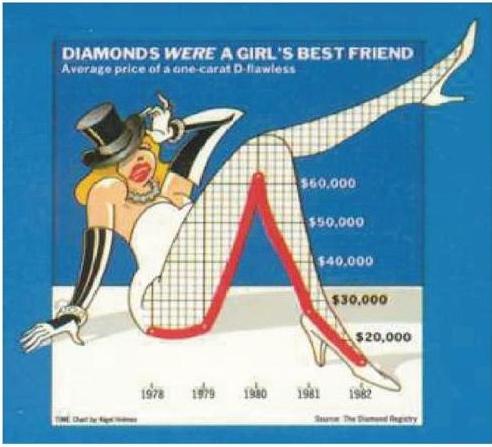 DIAMONDS WERE A GIRL'S BEST FRIEND
Average price of a one-carat D-flawless
$60,000
$50,000
$40,000
$30,000
$20,000
1978 1979 1980 1981 1982
TIME Chart by Nigel Holmes
Source: The Diamond Registry